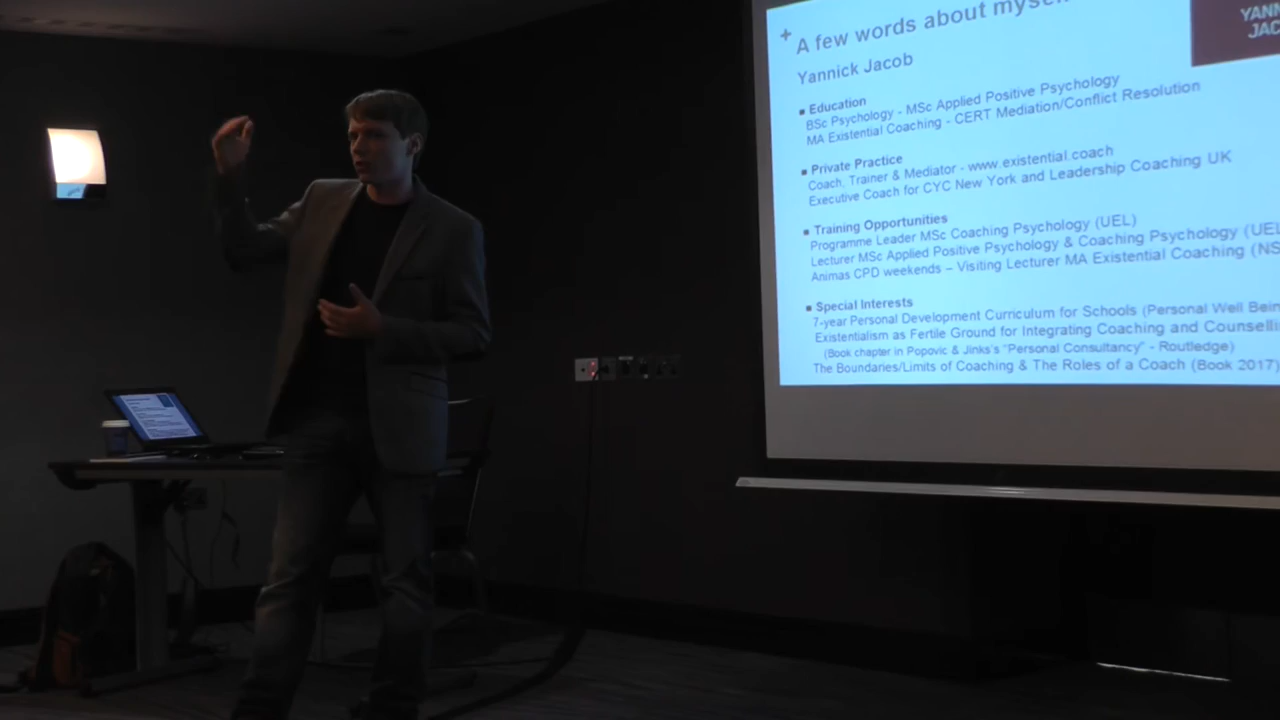 + A few words about
Yannick Jacob
YANN
JAC
▪ Education
BSc Psychology - MSc Applied Positive Psychology
MA Existential Coaching - CERT Mediation/Conflict Resolution
▪ Private Practice
Coach, Trainer & Mediator - www.existential.coach
Executive Coach for CYC New York and Leadership Coaching UK
▪ Training Opportunities
Programme Leader MSc Coaching Psychology (UEL)
Lecturer MSc Applied Positive Psychology & Coaching Psychology (UEL
Animas CPD weekends – Visiting Lecturer MA Existential Coaching (NS
▪ Special Interests
7-year Personal Development Curriculum for Schools (Personal Well Bein
Existentialism as Fertile Ground for Integrating Coaching and Counselli
(Book chapter in Popovic & Jinks's "Personal Consultancy" - Routledge)
The Boundaries/Limits of Coaching & The Roles of a Coach (Book 2017)